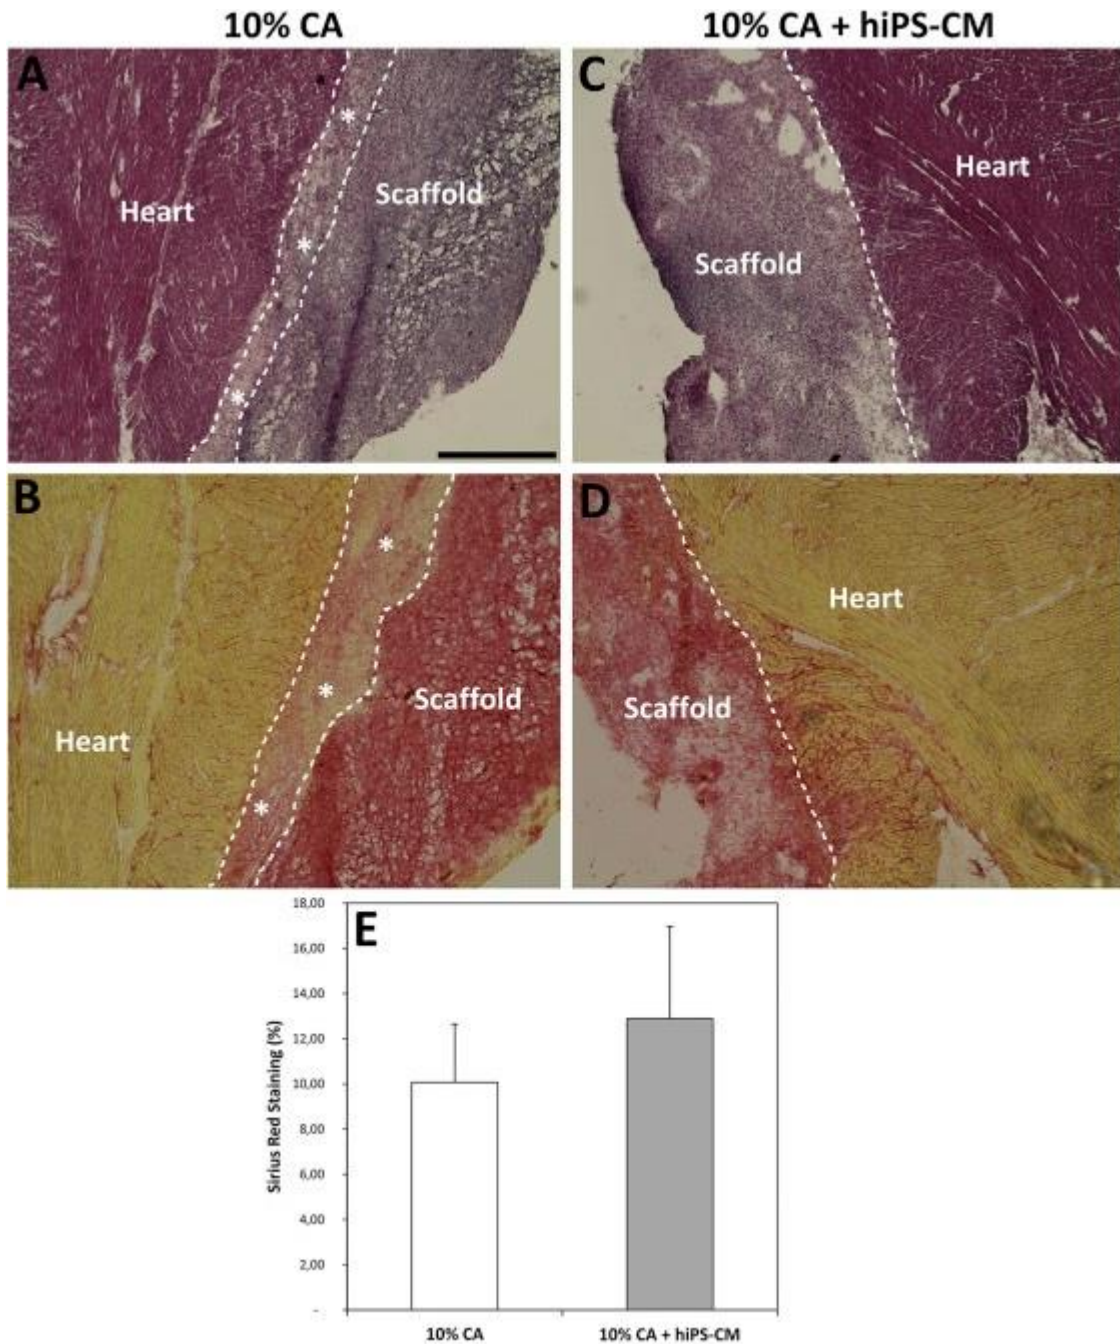 10% CA
10% CA + hiPS-CM
A
Heart
*
*
*
Scaffold
C
Scaffold
Heart
B
Heart
*
*
*
Scaffold
D
Scaffold
Heart
E
Sirius Red Staining (%)
18,00
16,00
14,00
12,00
10,00
8,00
6,00
4,00
2,00
-
10% CA
10% CA + hiPS-CM